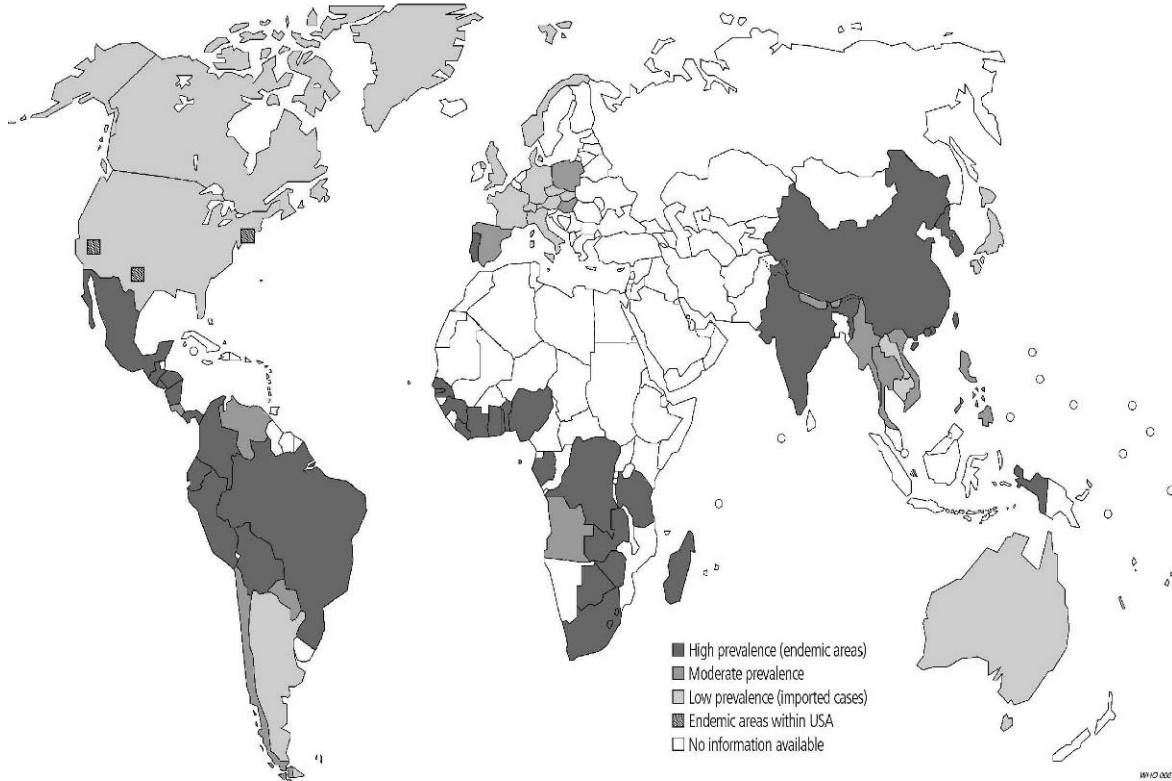 High prevalence (endemic areas)
Moderate prevalence
Low prevalence (imported cases)
Endemic areas within USA
No information available